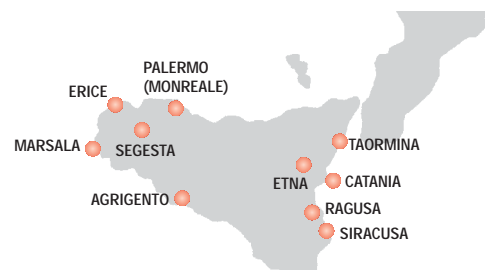 PALERMO
(MONREALE)
ERICE
MARSALA
SEGESTA
TAORMINA
ETNA
CATANIA
AGRIGENTO
RAGUSA
SIRACUSA